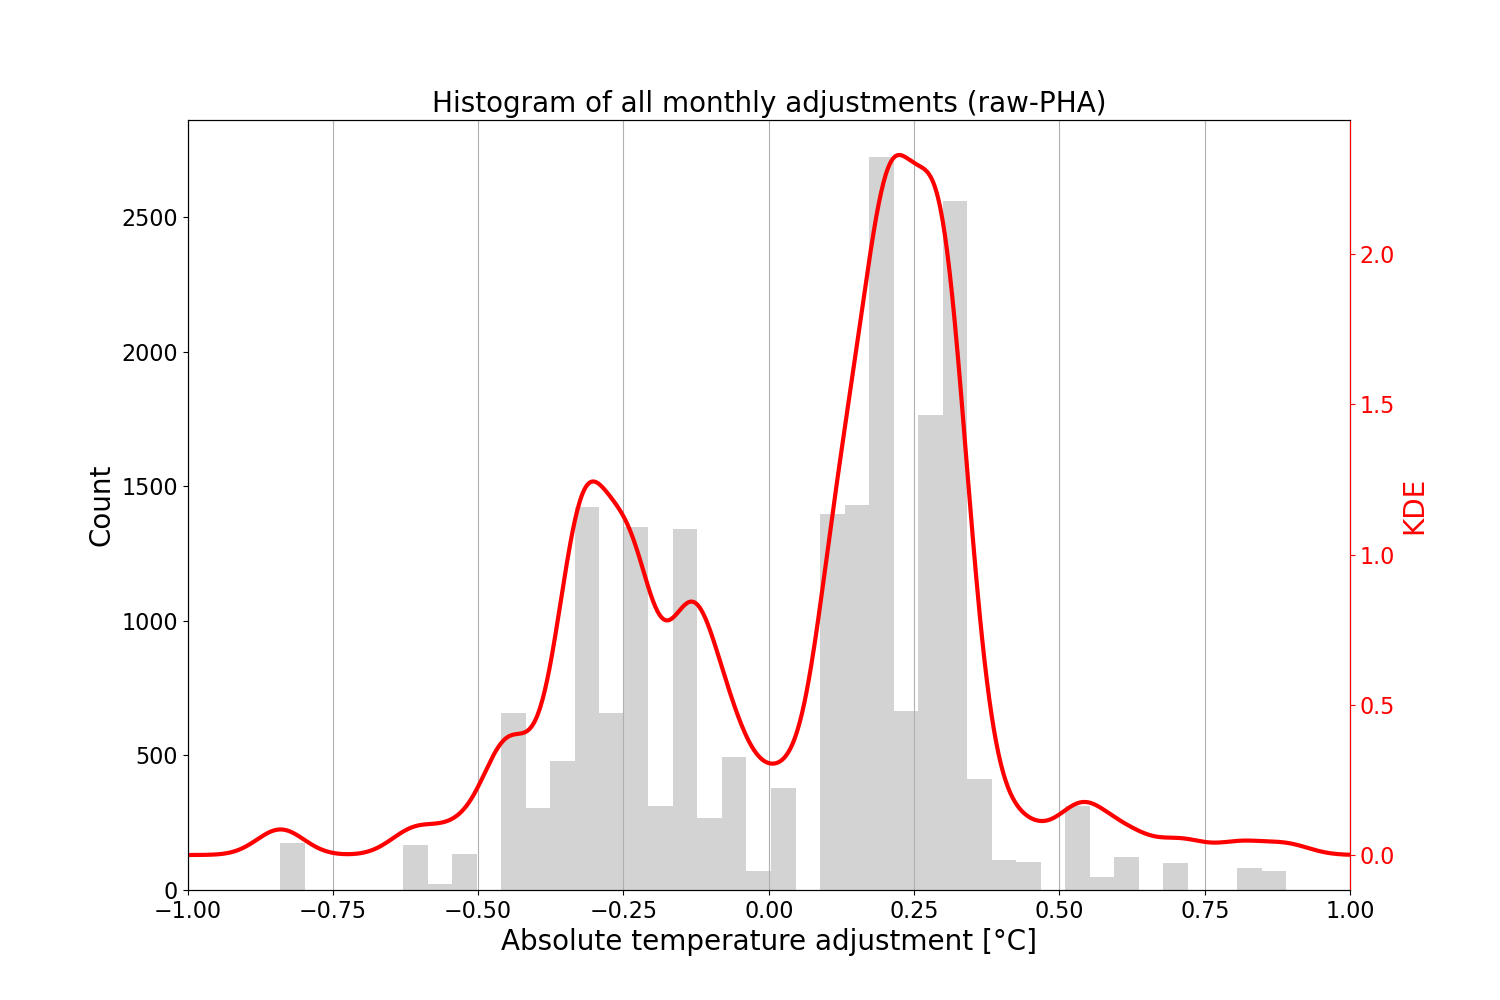 Histogram of all monthly adjustments (raw-PHA)
2500
2000
1500
1000
500
0
Count
2.0
1.5
1.0
0.5
0.0
KDE
−1.00 −0.75 −0.50 −0.25 0.00 0.25 0.50 0.75 1.00
Absolute temperature adjustment [°C]